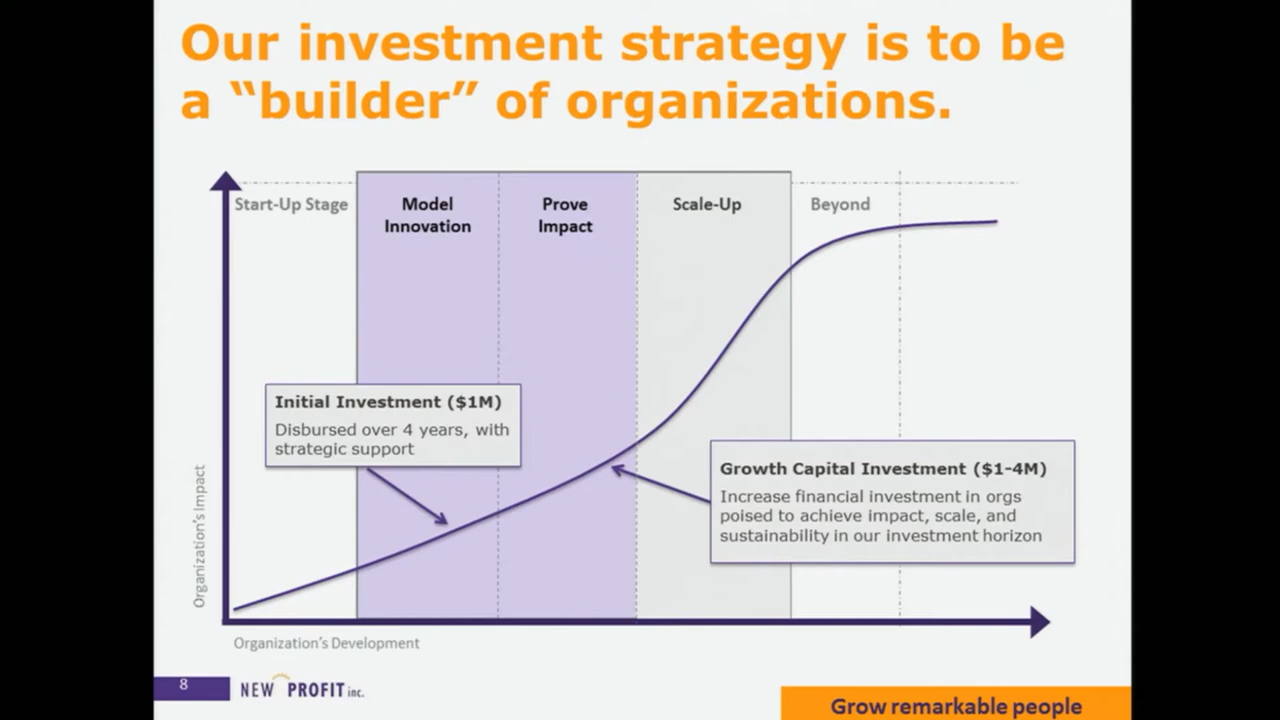 Our investment strategy is to be
a “builder” of organizations.
Start-Up Stage
Model
Innovation
Prove
Impact
Scale-Up
Beyond
Initial Investment ($1M)
Disbursed over 4 years, with
strategic support
Growth Capital Investment ($1-4M)
Increase financial investment in orgs
poised to achieve impact, scale, and
sustainability in our investment horizon
Organization’s Impact
Organization’s Development
8
NEW PROFIT inc.
Grow remarkable people